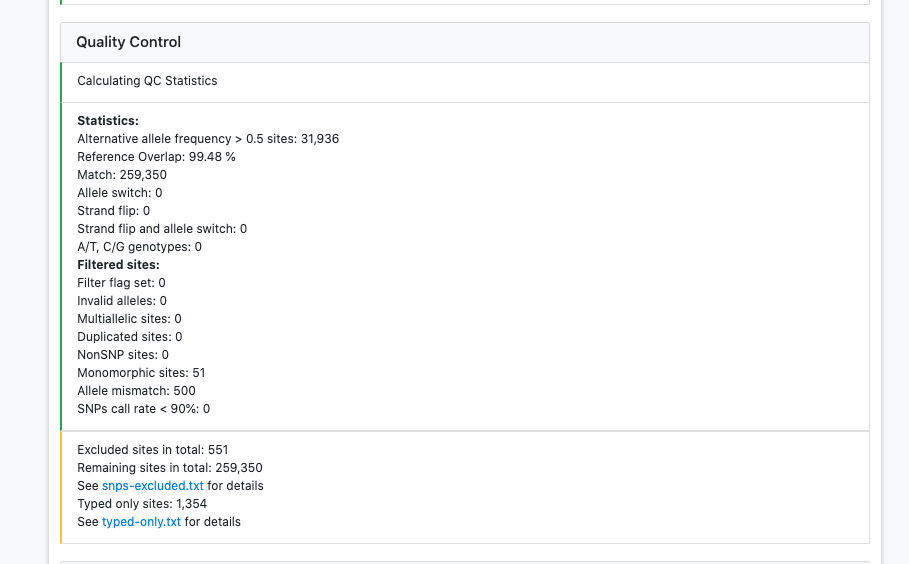 Quality Control
Calculating QC Statistics
Statistics:
Alternative allele frequency > 0.5 sites: 31,936
Reference Overlap: 99.48 %
Match: 259,350
Allele switch: 0
Strand flip: 0
Strand flip and allele switch: 0
A/T, C/G genotypes: 0
Filtered sites:
Filter flag set: 0
Invalid alleles: 0
Multiallelic sites: 0
Duplicated sites: 0
NonSNP sites: 0
Monomorphic sites: 51
Allele mismatch: 500
SNPs call rate < 90%: 0
Excluded sites in total: 551
Remaining sites in total: 259,350
See snps-excluded.txt for details
Typed only sites: 1,354
See typed-only.txt for details